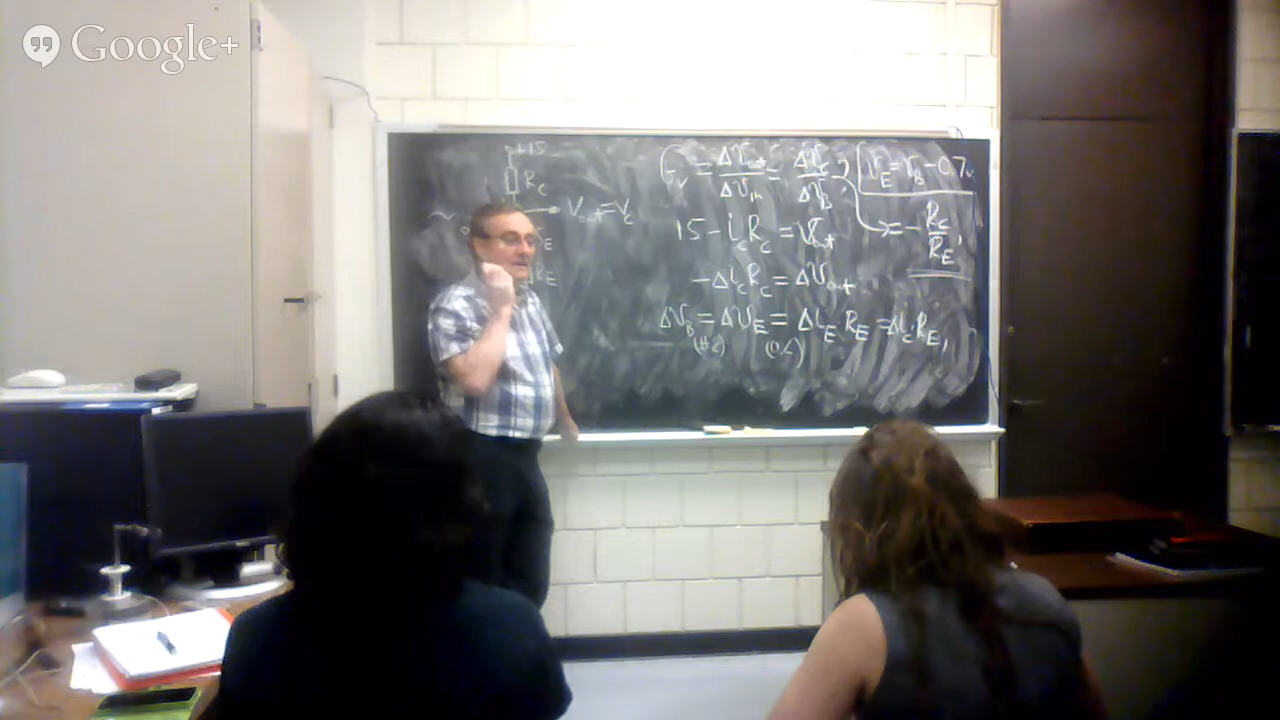 Google+
+15
R_C
V_out = V_C
E
R_E
G_V = ΔV_out / ΔV_in = ΔV_C / ΔV_B
V_E = V_B - 0.7v
15 - i_C R_C = V_out
= - R_C / R_E
- Δi_C R_C = ΔV_out
ΔV_B = ΔV_E = Δi_E R_E = Δi_C R_E